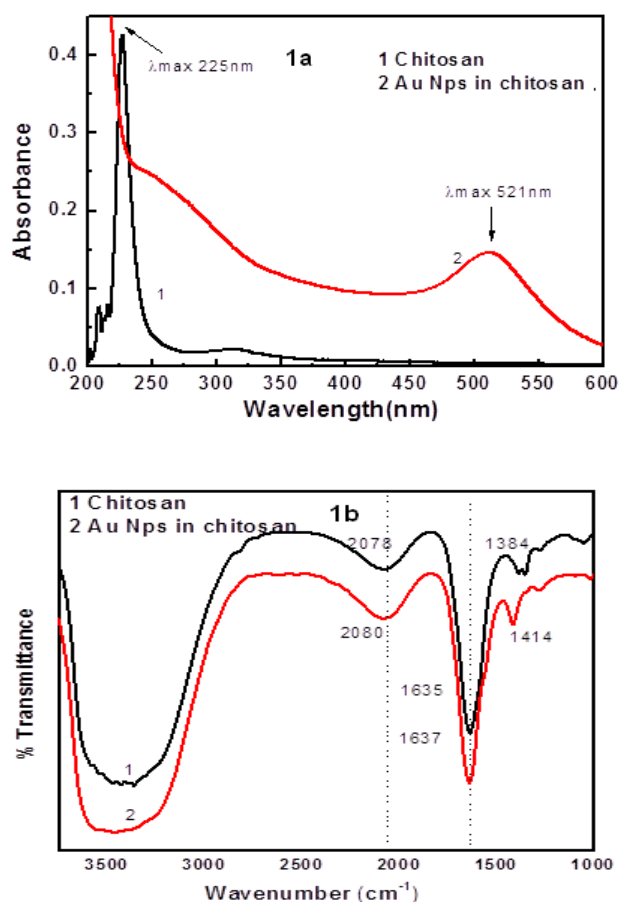 0.4
0.3
0.2
0.1
0.0
Absorbance
λmax 225nm
1a
1 Chitosan
2 Au Nps in chitosan .
λmax 521nm
1
2
200 250 300 350 400 450 500 550 600
Wavelength(nm)
1 Chitosan
2 Au Nps in chitosan
1b
2078
1384
2080
1414
1635
1637
1
2
% Transmittance
3500 3000 2500 2000 1500 1000
Wavenumber (cm⁻¹)